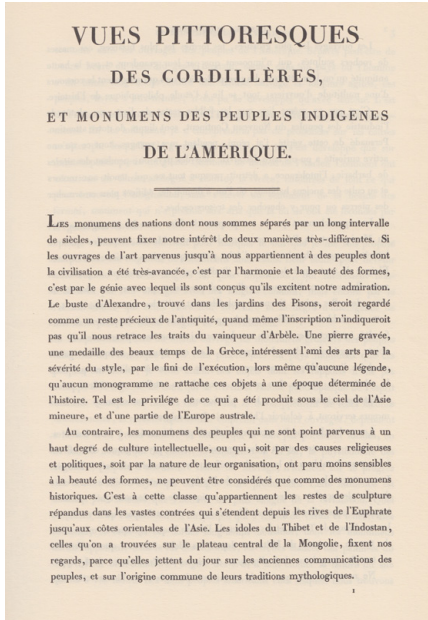 VUES PITTORESQUES
DES CORDILLÈRES,
ET MONUMENS DES PEUPLES INDIGENES
DE L'AMÉRIQUE.
LES monumens des nations dont nous sommes séparés par un long intervalle
de siècles, peuvent fixer notre intérêt de deux manières très-différentes. Si
les ouvrages de l'art parvenus jusqu'à nous appartiennent à des peuples dont
la civilisation a été très-avancée, c'est par l'harmonie et la beauté des formes,
c'est par le génie avec lequel ils sont conçus qu'ils excitent notre admiration.
Le buste d'Alexandre, trouvé dans les jardins des Pisons, seroit regardé
comme un reste précieux de l'antiquité, quand même l'inscription n'indiqueroit
pas qu'il nous retrace les traits du vainqueur d'Arbèle. Une pierre gravée,
une medaille des beaux temps de la Grèce, intéressent l'ami des arts par la
sévérité du style, par le fini de l'exécution, lors même qu'aucune légende,
qu'aucun monogramme ne rattache ces objets à une époque déterminée de
l'histoire. Tel est le privilége de ce qui a été produit sous le ciel de l'Asie
mineure, et d'une partie de l'Europe australe.
Au contraire, les monumens des peuples qui ne sont point parvenus à un
haut degré de culture intellectuelle, ou qui, soit par des causes religieuses
et politiques, soit par la nature de leur organisation, ont paru moins sensibles
à la beauté des formes, ne peuvent être considérés que comme des monumens
historiques. C'est à cette classe qu'appartiennent les restes de sculpture
répandus dans les vastes contrées qui s'étendent depuis les rives de l'Euphrate
jusqu'aux côtes orientales de l'Asie. Les idoles du Thibet et de l'Indostan,
celles qu'on a trouvées sur le plateau central de la Mongolie, fixent nos
regards, parce qu'elles jettent du jour sur les anciennes communications des
peuples, et sur l'origine commune de leurs traditions mythologiques.
1